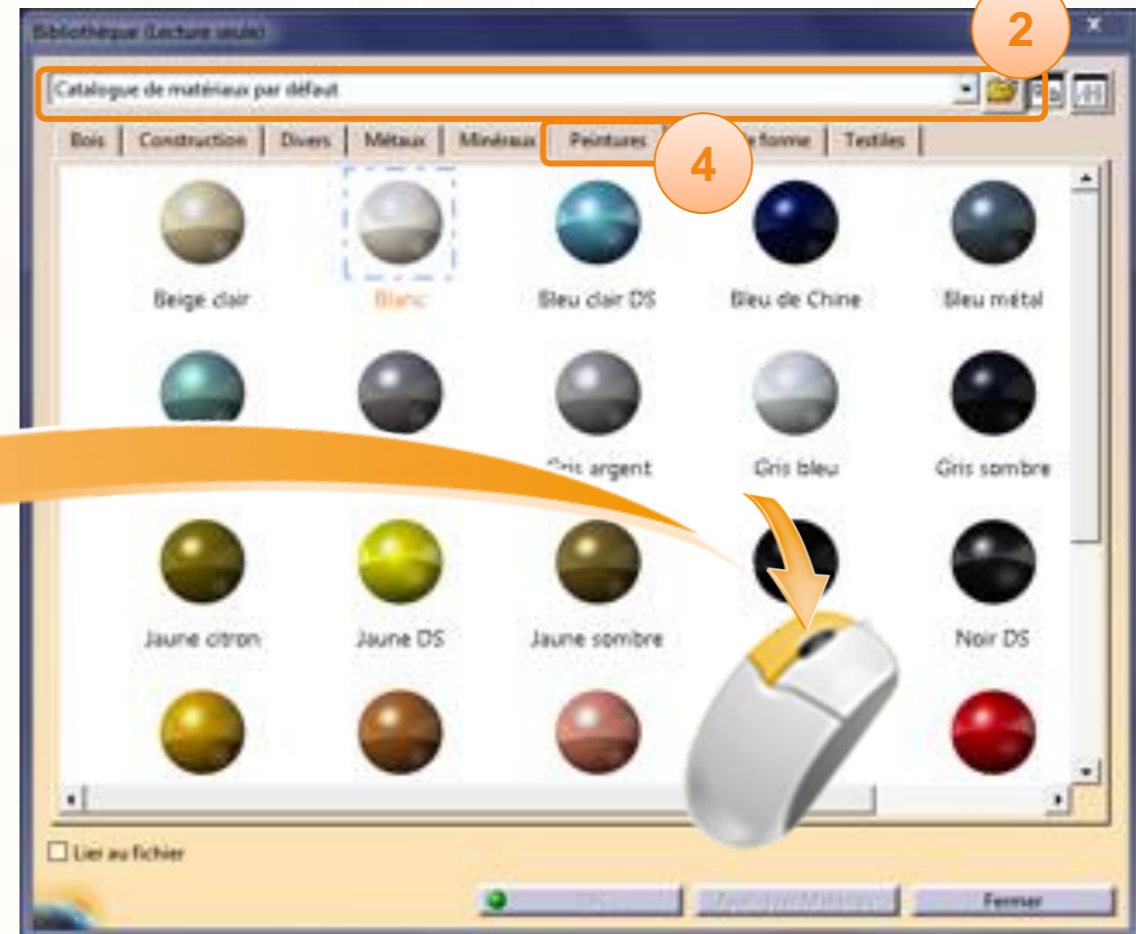 Bibliothèque (Lecture seule)
2
x
Catalogue de matériaux par défaut
Bois Construction Divers Métaux Minéraux Peintures forme Textiles
4
Beige clair Blanc Bleu clair DS Bleu de Chine Bleu métal
Gris argent Gris bleu Gris sombre
Jaune citron Jaune DS Jaune sombre Noir DS
Lier au fichier
OK Fermer